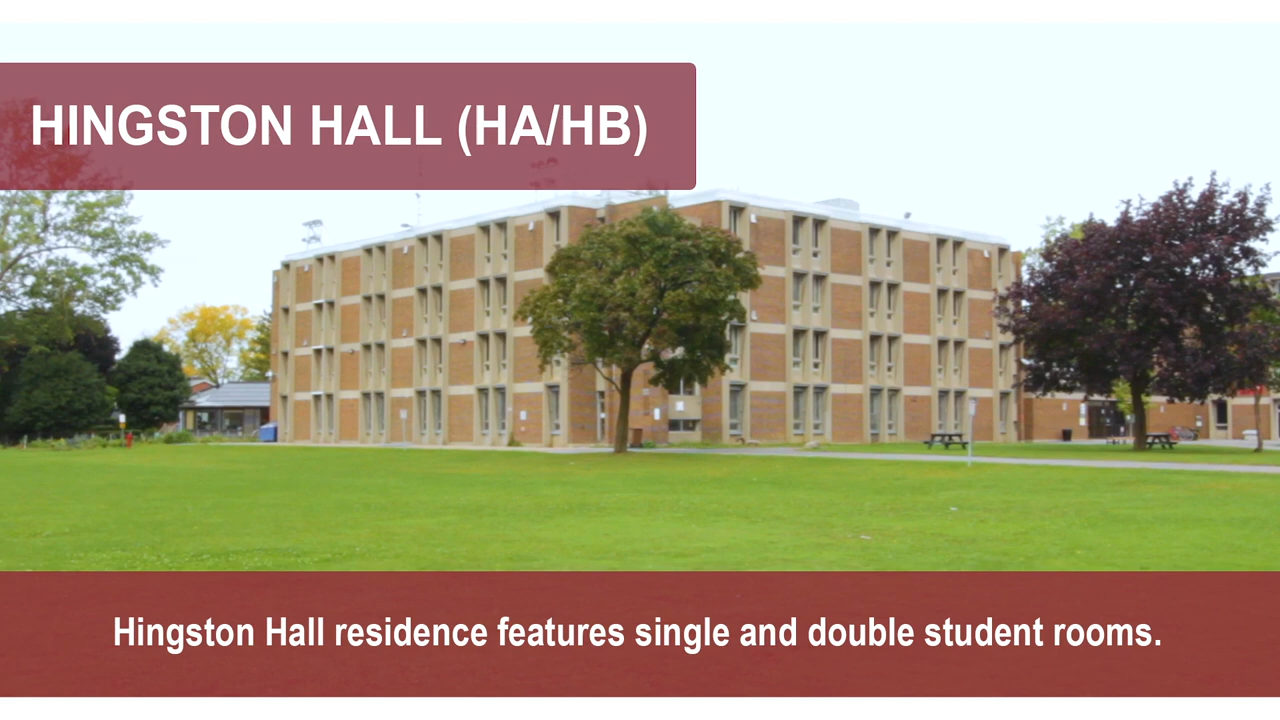 HINGSTON HALL (HA/HB)
Hingston Hall residence features single and double student rooms.